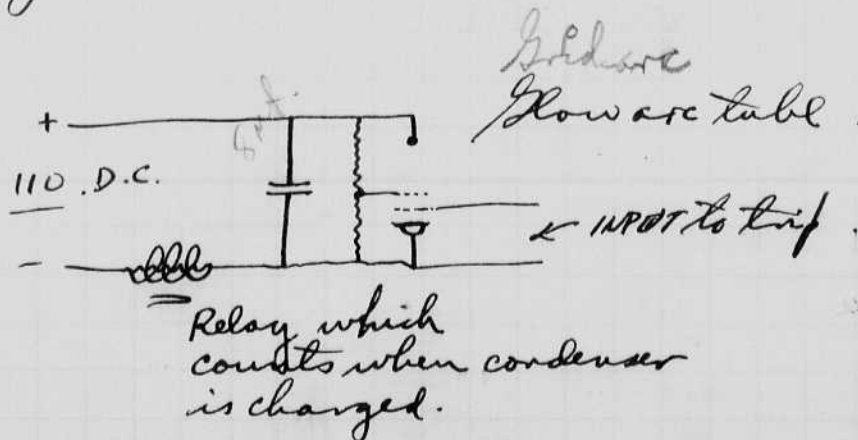 Glow arc tube.
+
110. D.C.
INPUT to trip.
-
Relay which
counts when condenser
is charged.